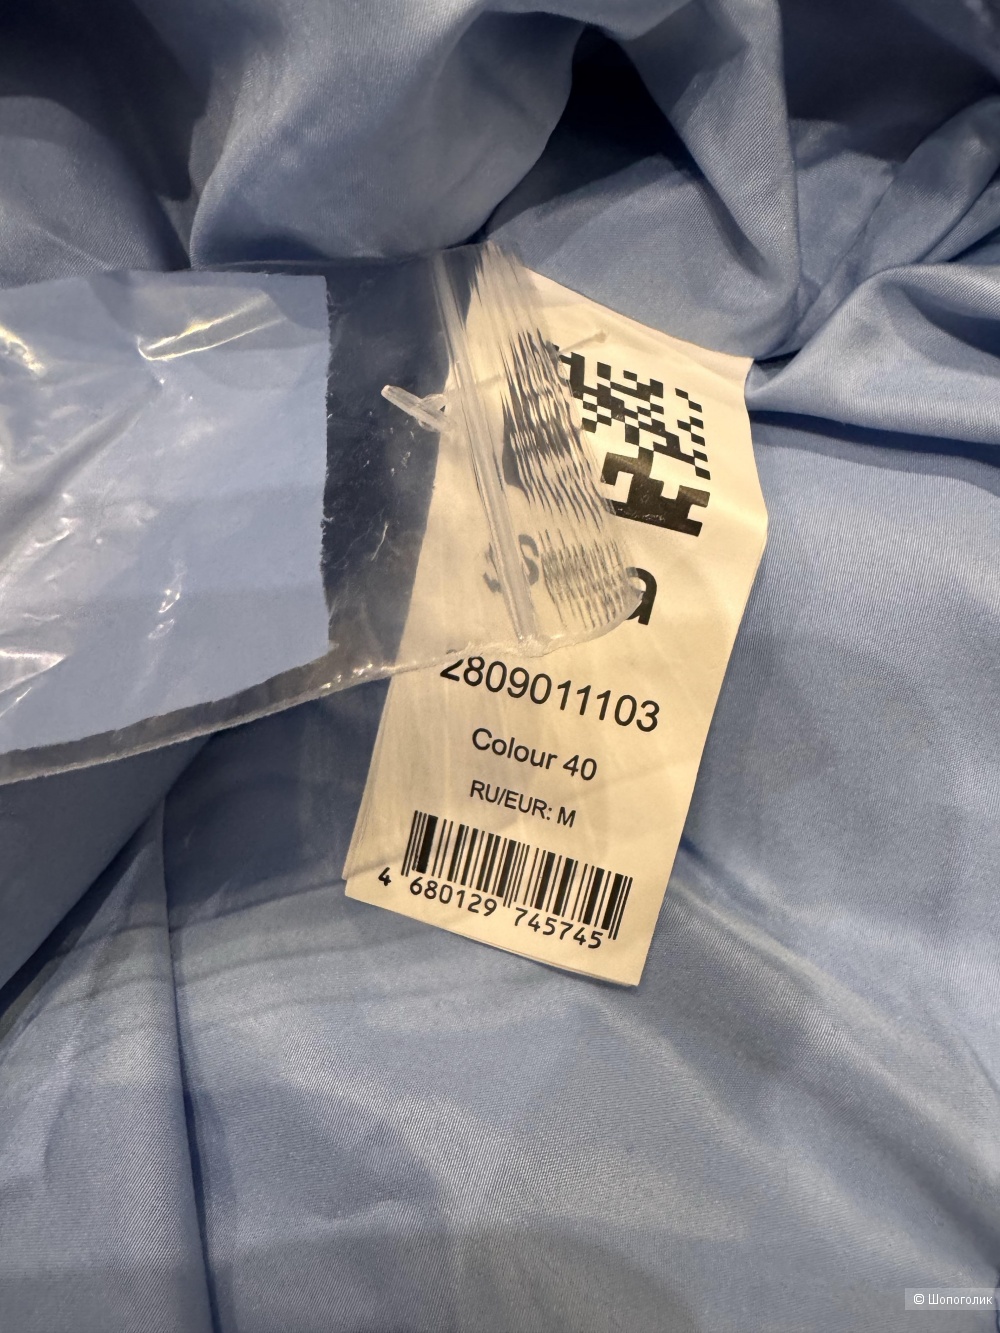 2809011103
Colour 40
RU/EUR: M
4 680129 745745
© Шопоголик